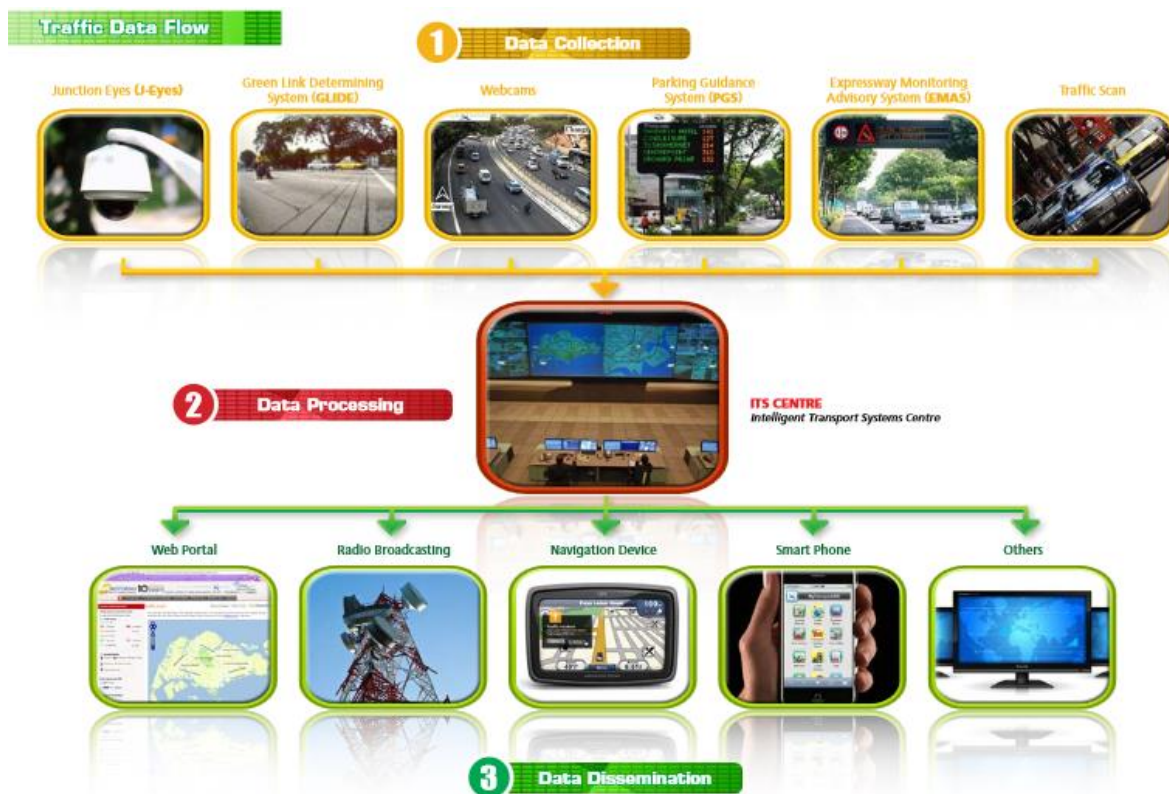 Traffic Data Flow
1
Data Collection
Junction Eyes (J-Eyes)
Green Link Determining
System (GLIDE)
Webcams
Parking Guidance
System (PGS)
Expressway Monitoring
Advisory System (EMAS)
Traffic Scan
2
Data Processing
ITS CENTRE
Intelligent Transport Systems Centre
Web Portal
Radio Broadcasting
Navigation Device
Smart Phone
Others
3
Data Dissemination